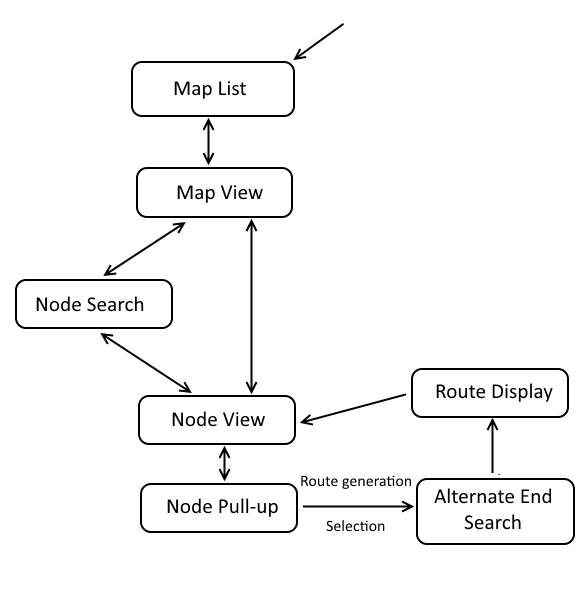 Map List
Map View
Node Search
Route Display
Node View
Route generation
Alternate End
Search
Node Pull-up
Selection